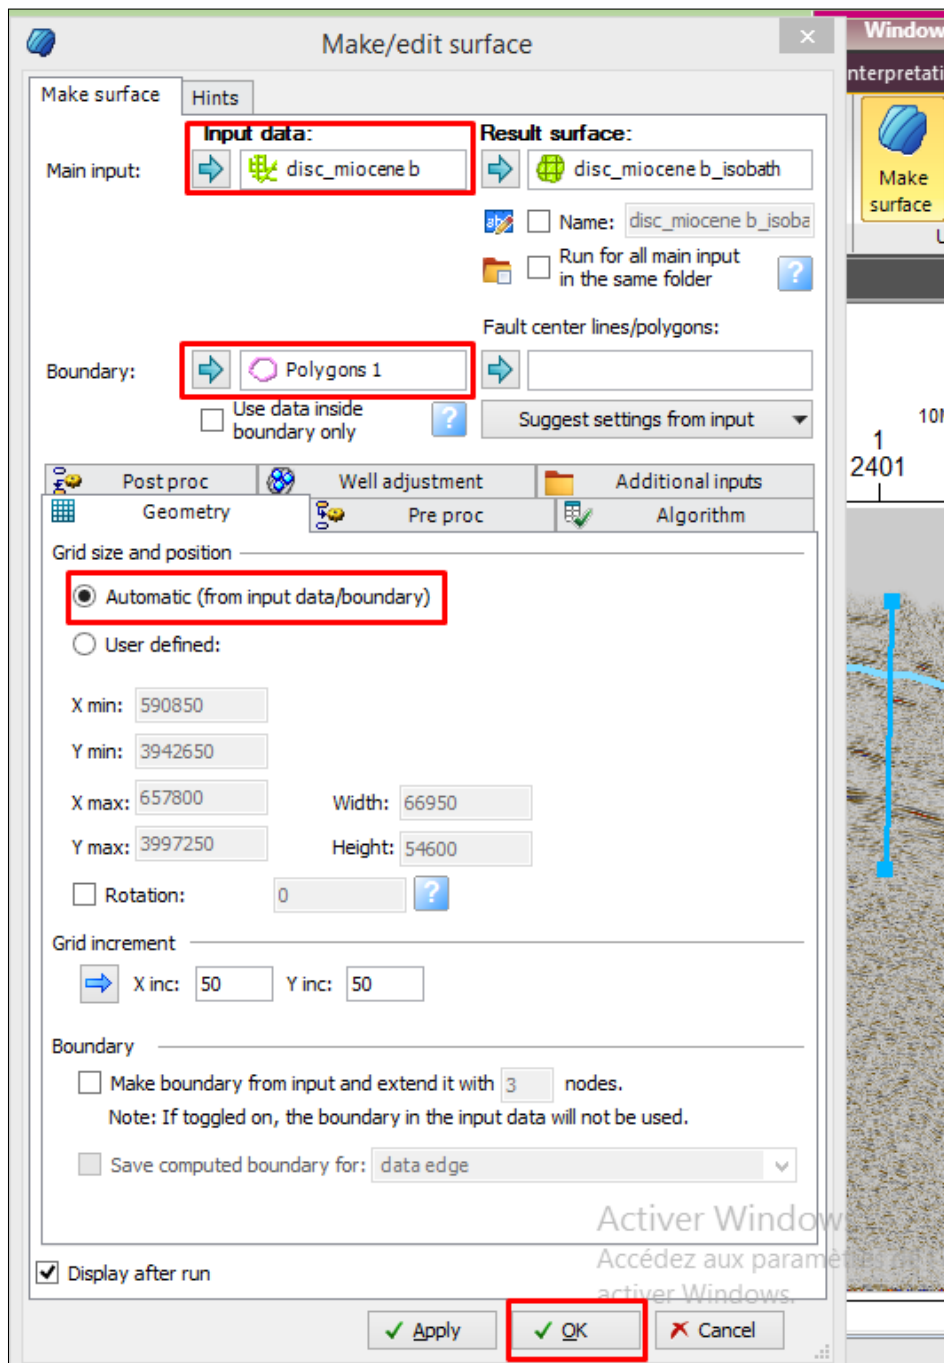 Make/edit surface
Window
Make surface
Hints
nterpretati
Input data:
Result surface:
Main input:
disc_miocene b
disc_miocene b_isobath
Make
surface
Name:
disc_miocene b_isoba
Run for all main input
in the same folder
?
Fault center lines/polygons:
Boundary:
Polygons 1
Use data inside
boundary only
?
Suggest settings from input
10
1
2401
Post proc
Well adjustment
Additional inputs
Geometry
Pre proc
Algorithm
Grid size and position
Automatic (from input data/boundary)
User defined:
X min:
590850
Y min:
3942650
X max:
657800
Width:
66950
Y max:
3997250
Height:
54600
Rotation:
0
?
Grid increment
X inc:
50
Y inc:
50
Boundary
Make boundary from input and extend it with
3
nodes.
Note: If toggled on, the boundary in the input data will not be used.
Save computed boundary for:
data edge
Activer Window
Accédez aux paramèt
activer Windows.
Display after run
Apply
OK
Cancel